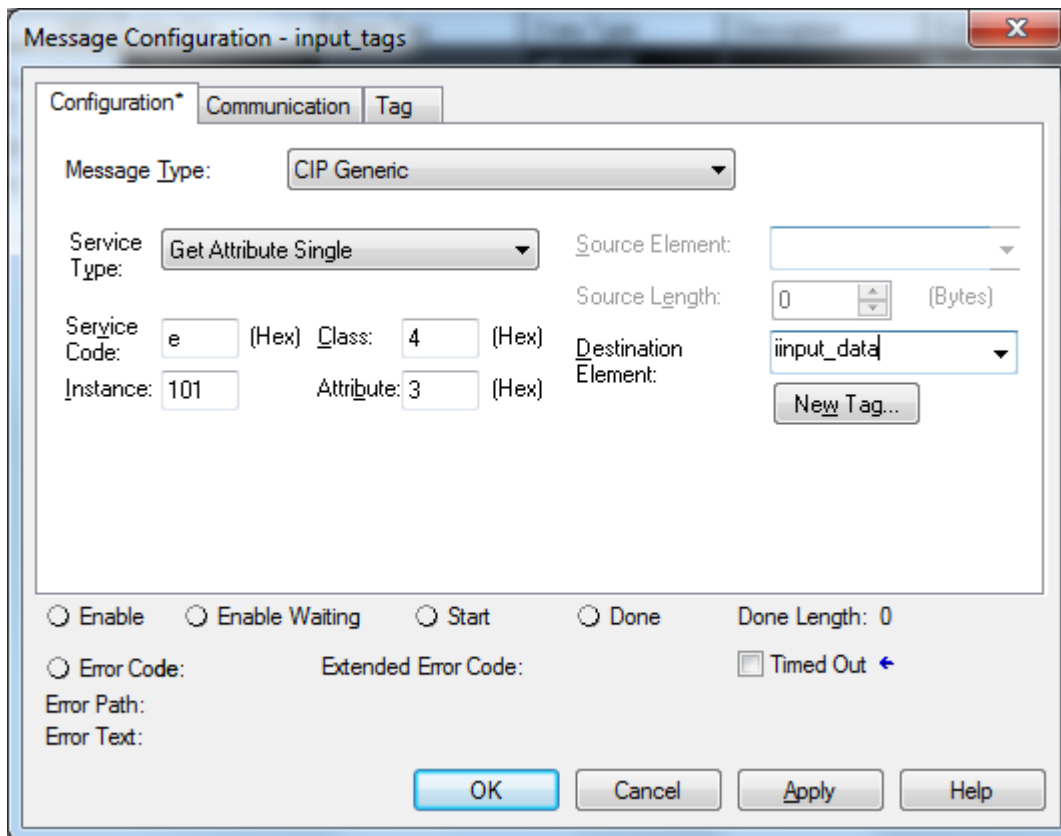 Message Configuration - input_tags
Configuration* Communication Tag
Message Type: CIP Generic
Service Type: Get Attribute Single
Source Element:
Source Length: 0 (Bytes)
Service Code: e (Hex) Class: 4 (Hex)
Destination Element: iinput_data
Instance: 101 Attribute: 3 (Hex)
New Tag...
Enable Enable Waiting Start Done Done Length: 0
Error Code: Extended Error Code: Timed Out
Error Path:
Error Text:
OK Cancel Apply Help